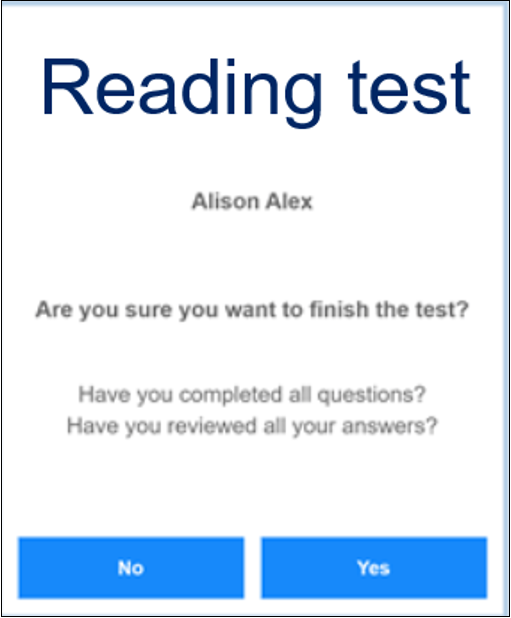 Reading test
Alison Alex
Are you sure you want to finish the test?
Have you completed all questions?
Have you reviewed all your answers?
No
Yes